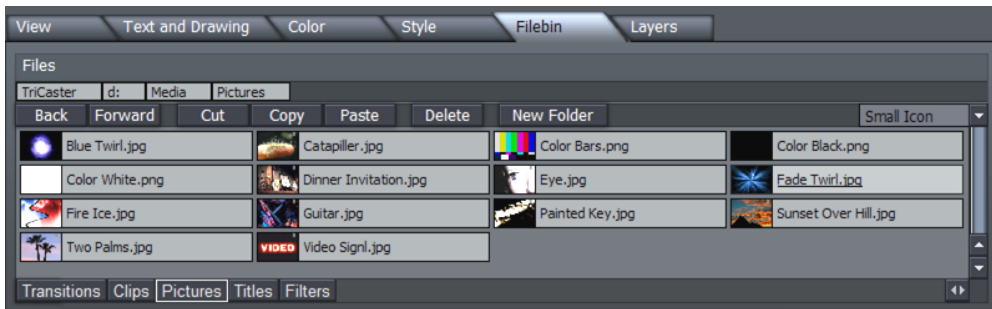 View Text and Drawing Color Style Filebin Layers
Files
TriCaster d: Media Pictures
Back Forward Cut Copy Paste Delete New Folder Small Icon
Blue Twirl.jpg Catapiller.jpg Color Bars.png Color Black.png
Color White.png Dinner Invitation.jpg Eye.jpg Fade Twirl.jpg
Fire Ice.jpg Guitar.jpg Painted Key.jpg Sunset Over Hill.jpg
Two Palms.jpg VIDEO Video Signl.jpg
Transitions Clips Pictures Titles Filters